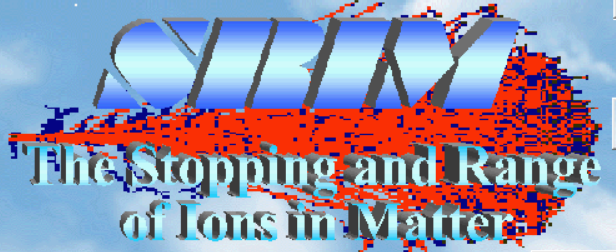 SRIM
The Stopping and Range
of Ions in Matter